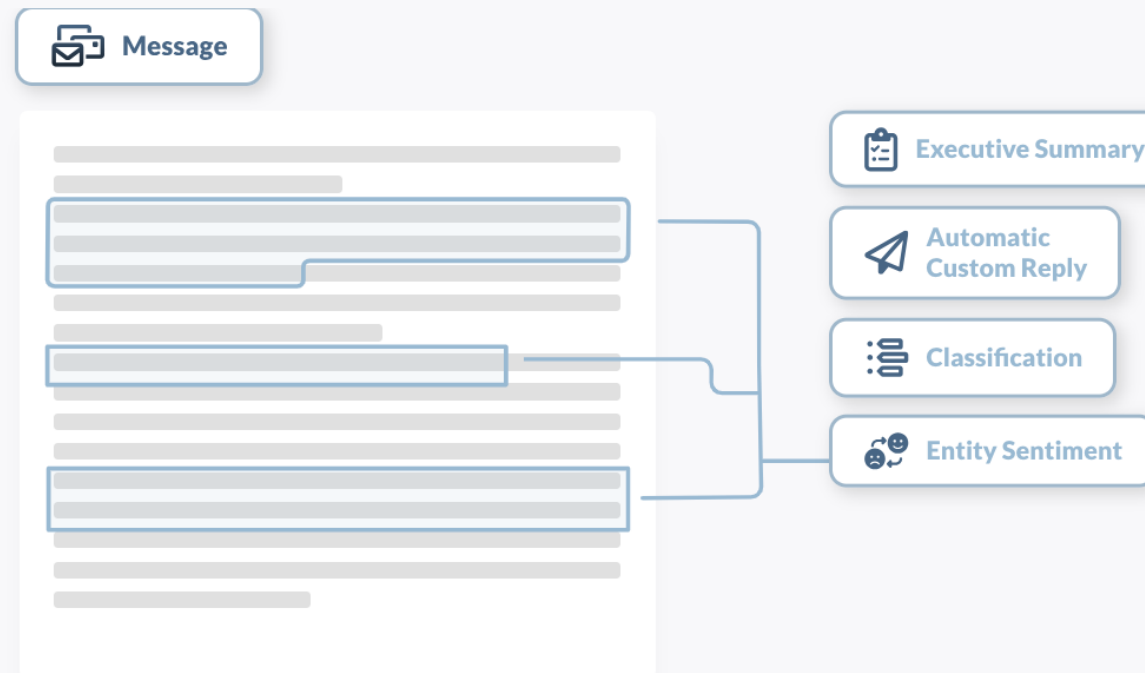 Message
Executive Summary
Automatic
Custom Reply
Classification
Entity Sentiment